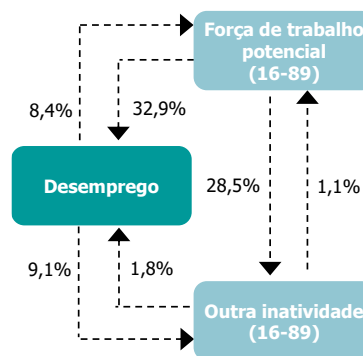 Força de trabalho
potencial
(16-89)
8,4%
32,9%
Desemprego
28,5%
1,1%
9,1%
1,8%
Outra inatividade
(16-89)